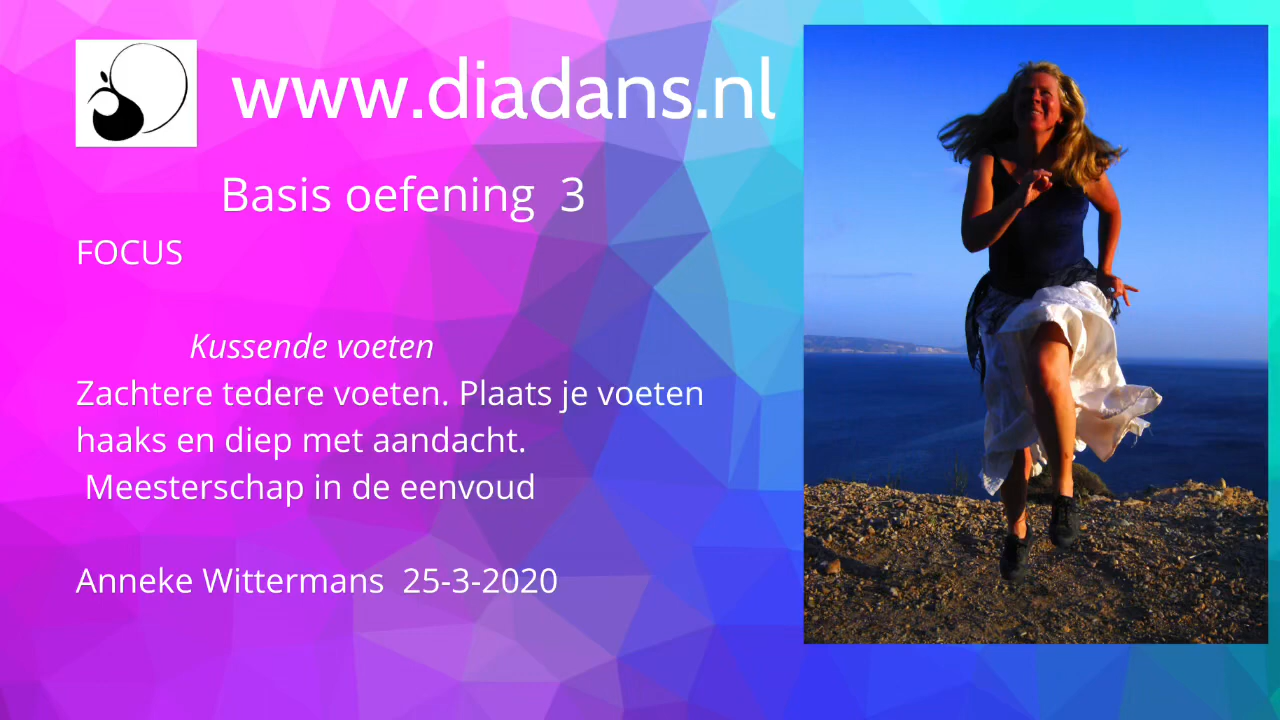 www.diadans.nl
Basis oefening 3
FOCUS
Kussende voeten
Zachtere tedere voeten. Plaats je voeten
haaks en diep met aandacht.
Meesterschap in de eenvoud
Anneke Wittermans 25-3-2020